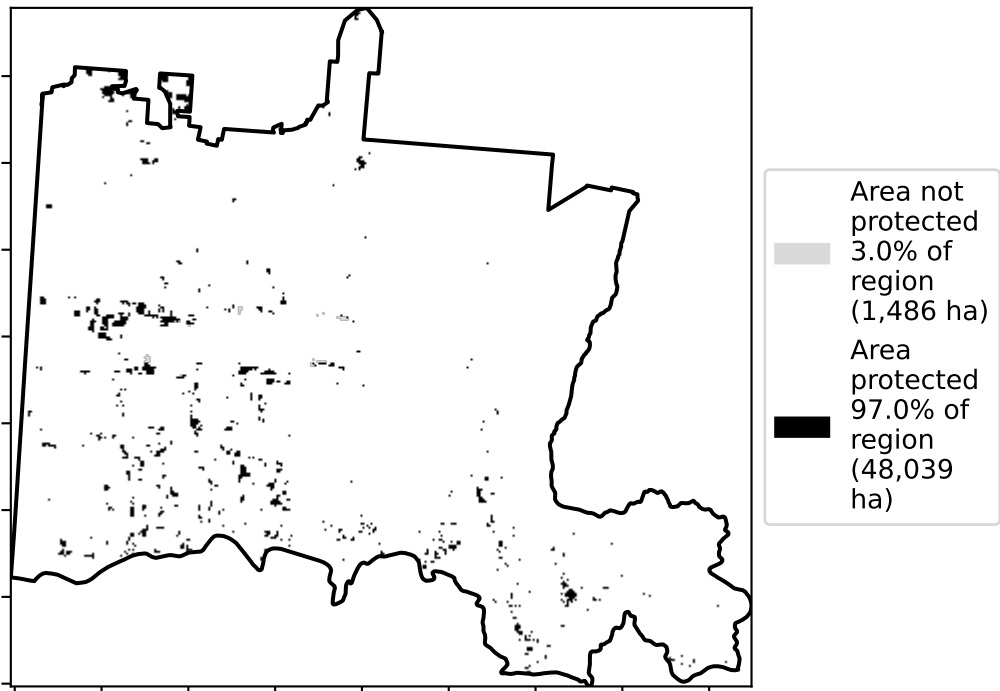 Area not
protected
3.0% of
region
(1,486 ha)
Area
protected
97.0% of
region
(48,039
ha)